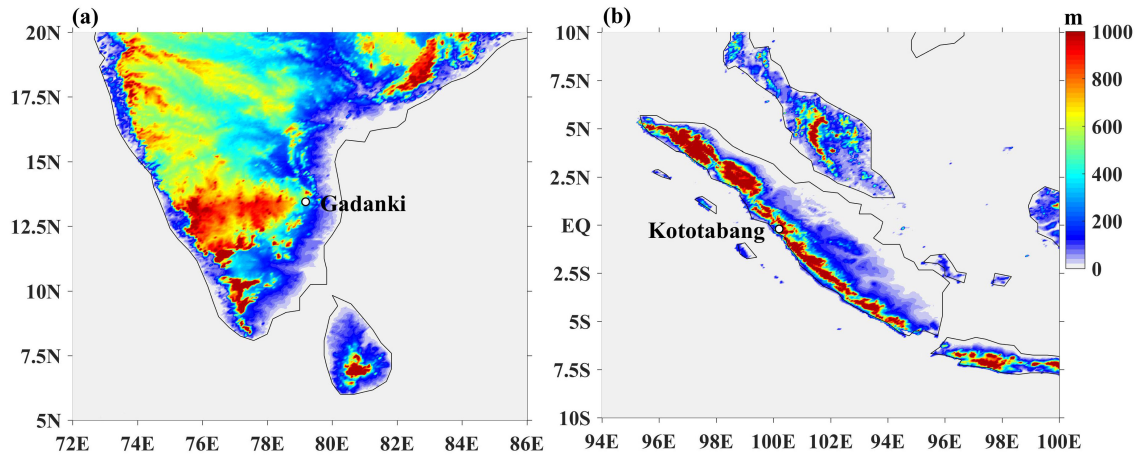 (a)
20N
17.5N
15N
12.5N
10N
7.5N
5N
72E 74E 76E 78E 80E 82E 84E 86E
Gadanki
(b)
10N
7.5N
5N
2.5N
EQ
2.5S
5S
7.5S
10S
94E 96E 98E 100E 102E 94E 96E 98E 100E
Kototabang
m
1000
800
600
400
200
0